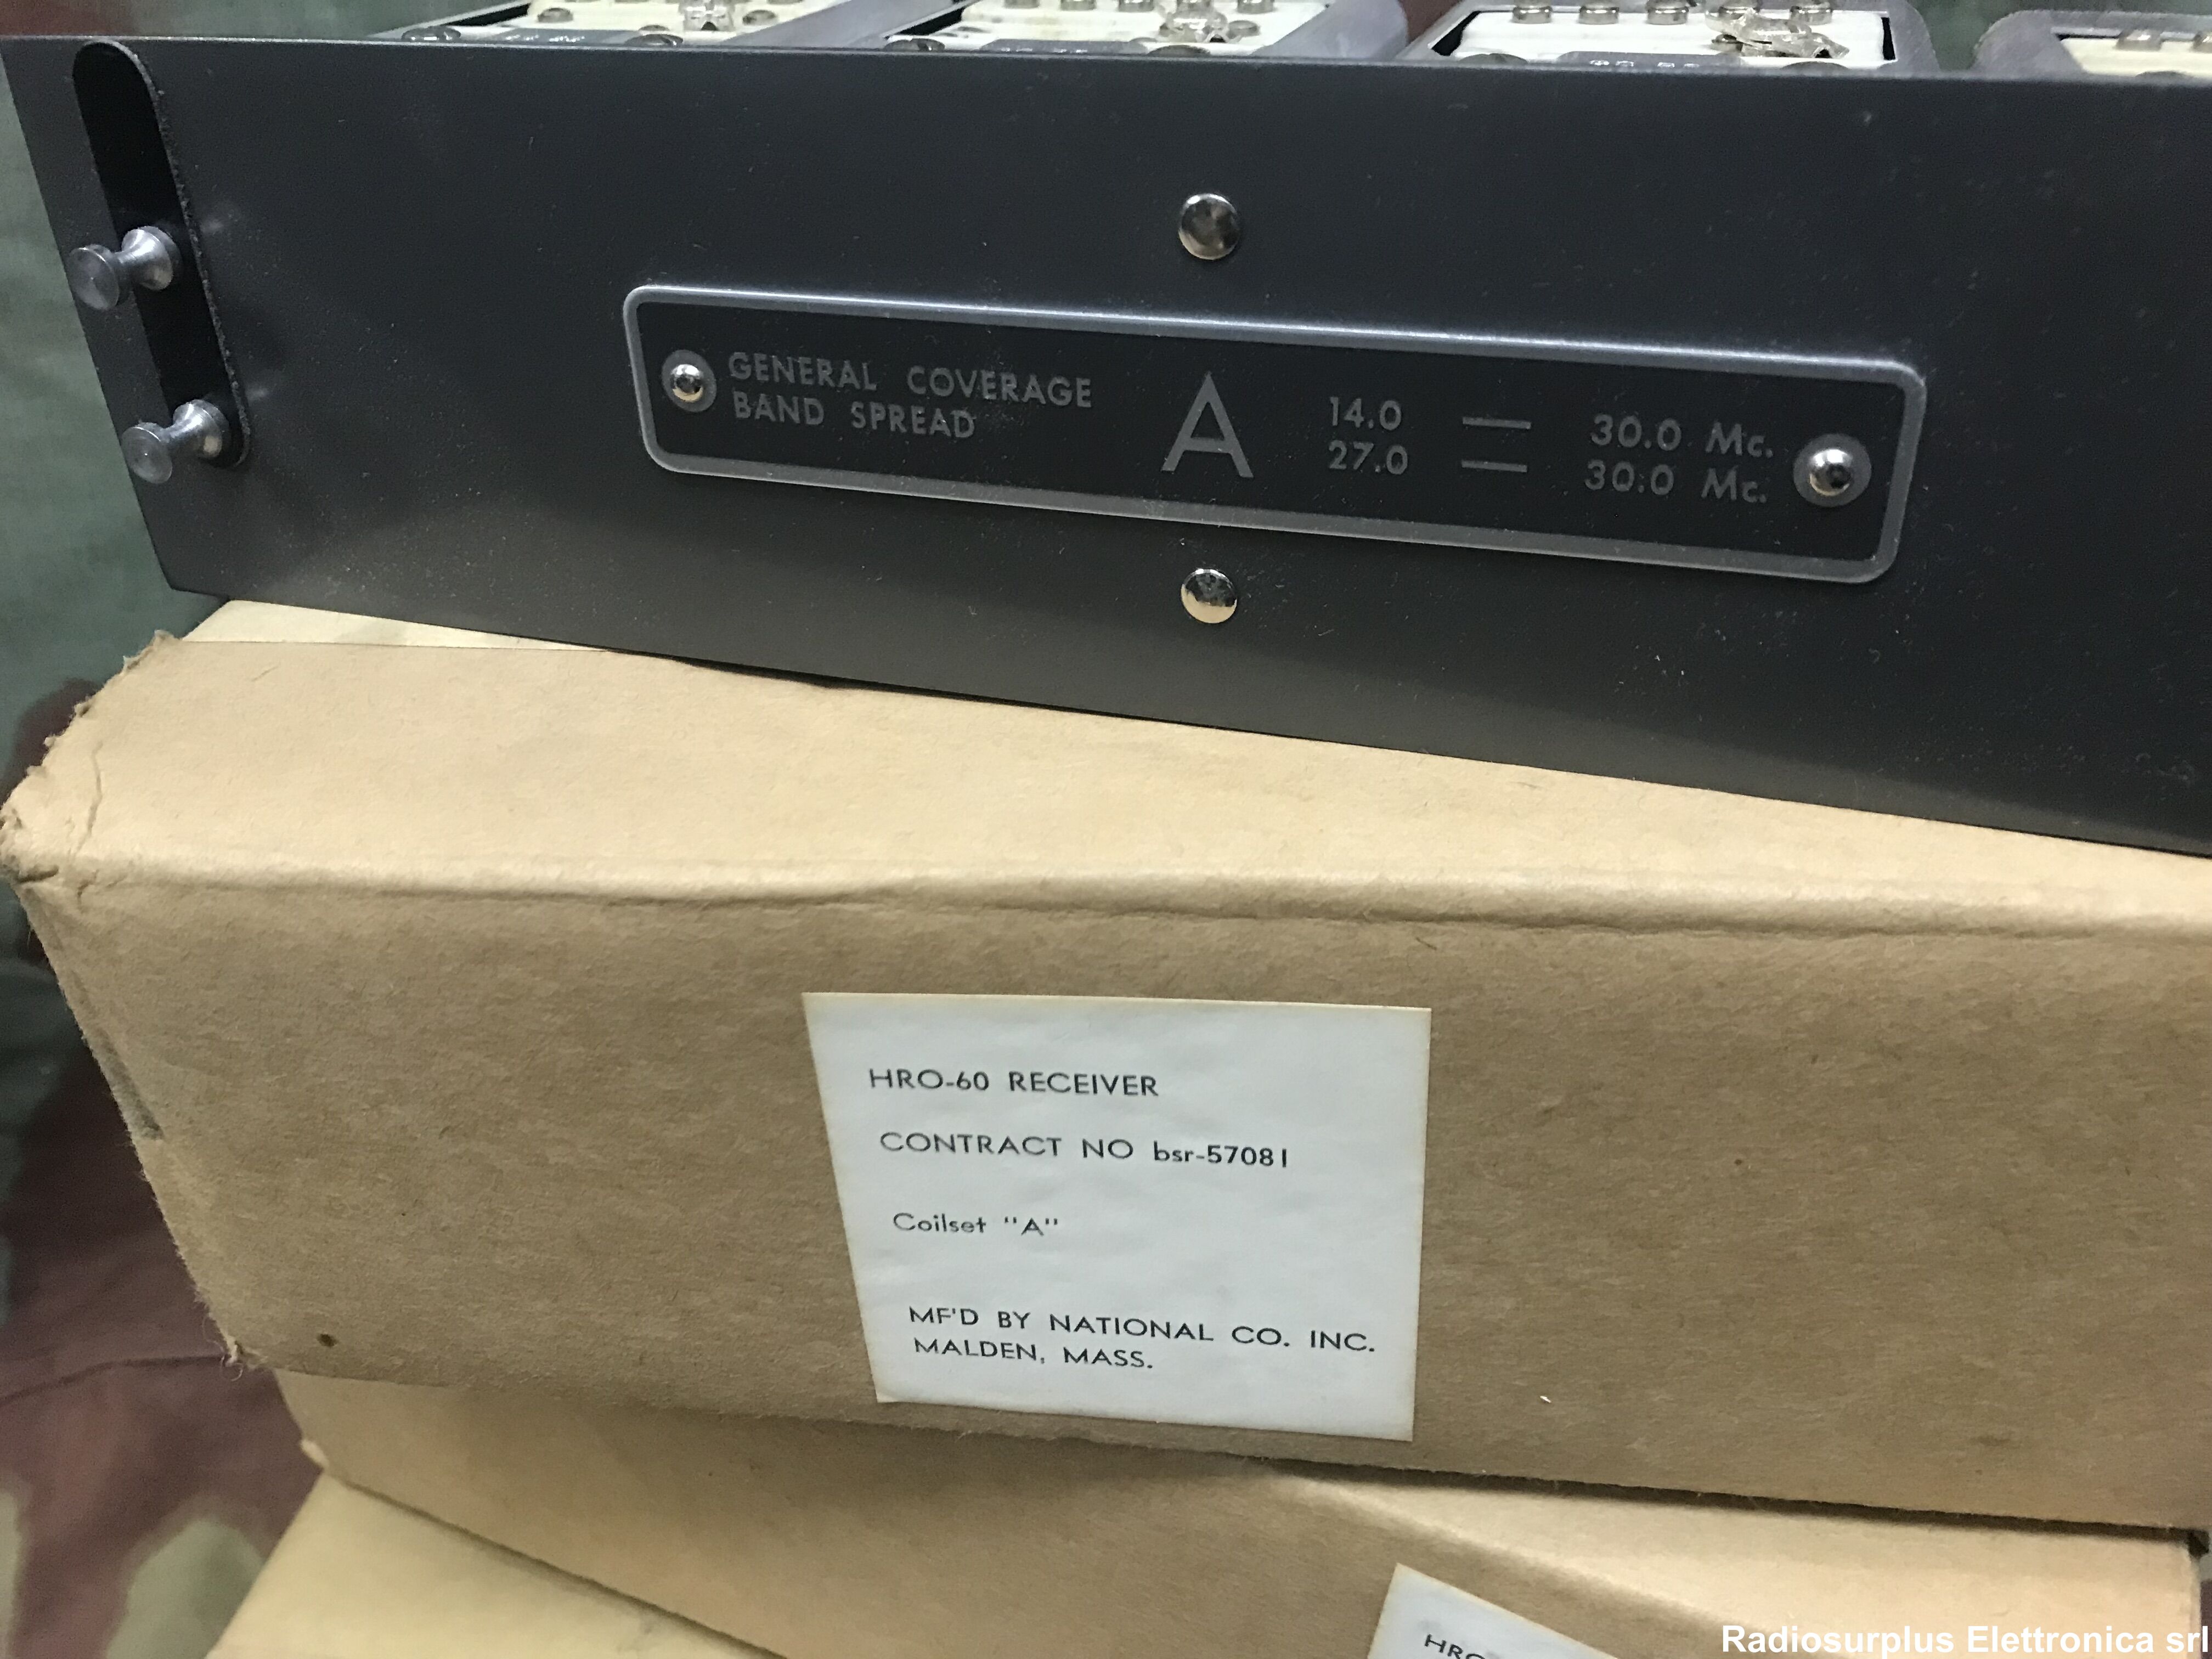 GENERAL COVERAGE A 14.0 — 30.0 Mc.
BAND SPREAD 27.0 — 30.0 Mc.
HRO-60 RECEIVER
CONTRACT NO bsr-57081
Coilset "A"
MF'D BY NATIONAL CO. INC.
MALDEN, MASS.
HRO
Radiosurplus Elettronica srl